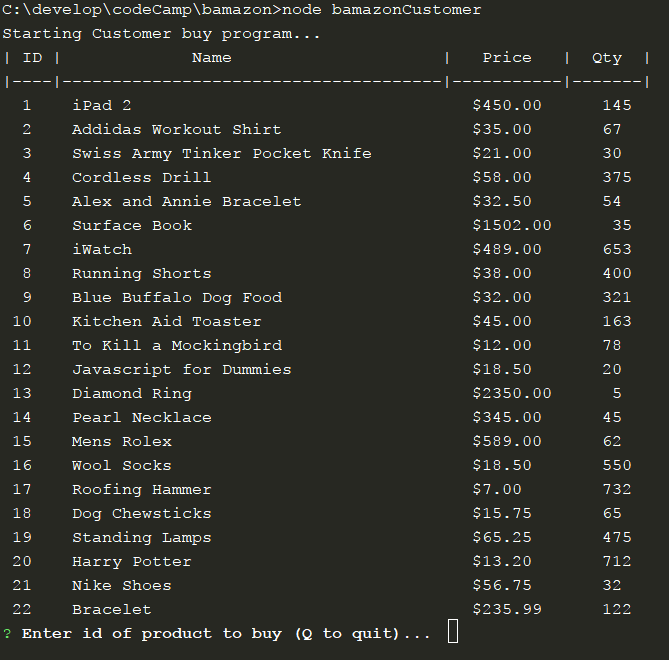 C:\develop\codeCamp\bamazon>node bamazonCustomer
Starting Customer buy program...
| ID |             Name                     |   Price   |  Qty  |
|----|--------------------------------------|-----------|-------|
  1    iPad 2                                  $450.00      145
  2    Addidas Workout Shirt                   $35.00       67
  3    Swiss Army Tinker Pocket Knife          $21.00       30
  4    Cordless Drill                          $58.00       375
  5    Alex and Annie Bracelet                 $32.50       54
  6    Surface Book                            $1502.00      35
  7    iWatch                                  $489.00      653
  8    Running Shorts                          $38.00       400
  9    Blue Buffalo Dog Food                   $32.00       321
 10    Kitchen Aid Toaster                     $45.00       163
 11    To Kill a Mockingbird                   $12.00       78
 12    Javascript for Dummies                  $18.50       20
 13    Diamond Ring                            $2350.00      5
 14    Pearl Necklace                          $345.00      45
 15    Mens Rolex                              $589.00      62
 16    Wool Socks                              $18.50       550
 17    Roofing Hammer                          $7.00        732
 18    Dog Chewsticks                          $15.75       65
 19    Standing Lamps                          $65.25       475
 20    Harry Potter                            $13.20       712
 21    Nike Shoes                              $56.75       32
 22    Bracelet                                $235.99      122
? Enter id of product to buy (Q to quit)...